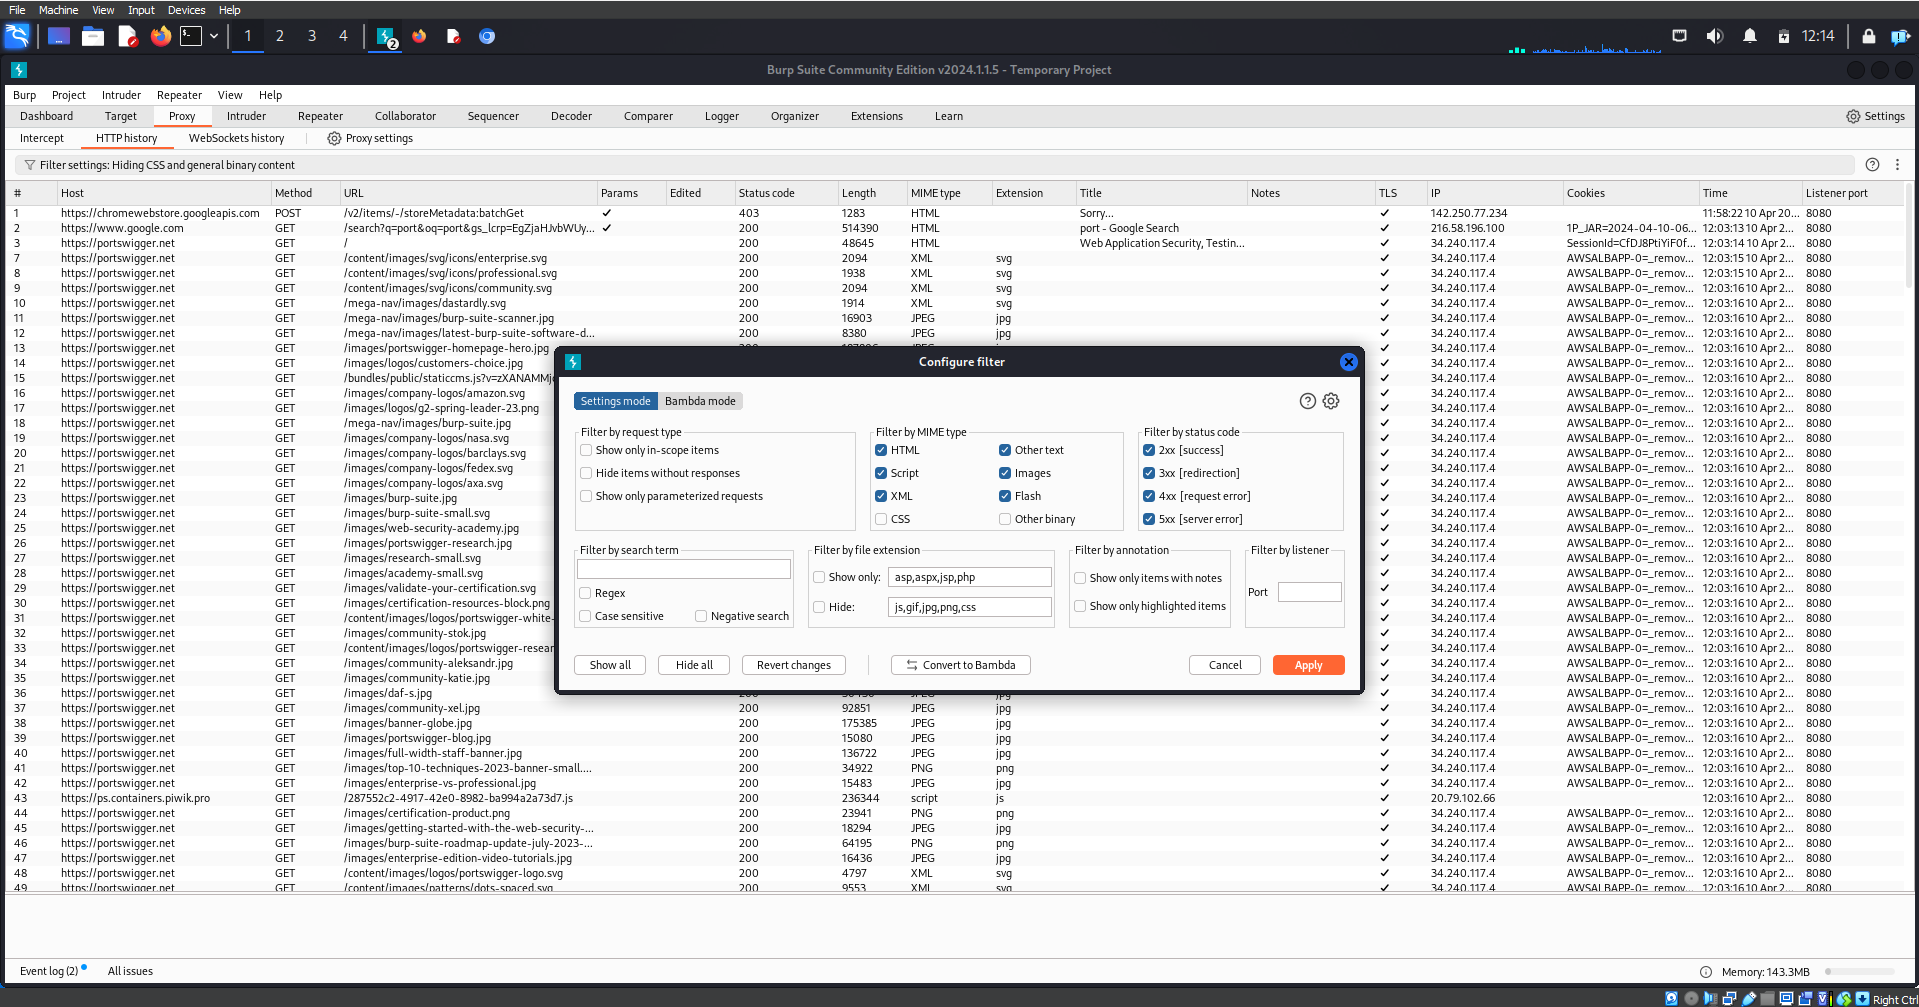 File Machine View Input Devices Help
1 2 3 4 2 12:14
Burp Suite Community Edition v2024.1.1.5 - Temporary Project
Burp Project Intruder Repeater View Help
Dashboard Target Proxy Intruder Repeater Collaborator Sequencer Decoder Comparer Logger Organizer Extensions Learn Settings
Intercept HTTP history WebSockets history Proxy settings
Filter settings: Hiding CSS and general binary content
# Host Method URL Params Edited Status code Length MIME type Extension Title Notes TLS IP Cookies Time Listener port
1 https://chromewebstore.googleapis.com POST /v2/items/-/storeMetadata:batchGet ✓ 403 1283 HTML Sorry... ✓ 142.250.77.234 11:58:22 10 Apr 20... 8080
2 https://www.google.com GET /search?q=port&oq=port&gs_lcrp=EgZjaHJvbWUy... ✓ 200 514390 HTML port - Google Search ✓ 216.58.196.100 1P_JAR=2024-04-10-06... 12:03:13 10 Apr 2... 8080
3 https://portswigger.net GET / 200 48645 HTML Web Application Security, Testin... ✓ 34.240.117.4 SessionId=CfDJ8PtiYiF0f... 12:03:14 10 Apr 2... 8080
7 https://portswigger.net GET /content/images/svg/icons/enterprise.svg 200 2094 XML svg ✓ 34.240.117.4 AWSALBAPP-0=_remov... 12:03:15 10 Apr 2... 8080
8 https://portswigger.net GET /content/images/svg/icons/professional.svg 200 1938 XML svg ✓ 34.240.117.4 AWSALBAPP-0=_remov... 12:03:15 10 Apr 2... 8080
9 https://portswigger.net GET /content/images/svg/icons/community.svg 200 2094 XML svg ✓ 34.240.117.4 AWSALBAPP-0=_remov... 12:03:16 10 Apr 2... 8080
10 https://portswigger.net GET /mega-nav/images/dastardly.svg 200 1914 XML svg ✓ 34.240.117.4 AWSALBAPP-0=_remov... 12:03:16 10 Apr 2... 8080
11 https://portswigger.net GET /mega-nav/images/burp-suite-scanner.jpg 200 16903 JPEG jpg ✓ 34.240.117.4 AWSALBAPP-0=_remov... 12:03:16 10 Apr 2... 8080
12 https://portswigger.net GET /mega-nav/images/latest-burp-suite-software-d... 200 8380 JPEG jpg ✓ 34.240.117.4 AWSALBAPP-0=_remov... 12:03:16 10 Apr 2... 8080
13 https://portswigger.net GET /images/portswigger-homepage-hero.jpg ✓ 34.240.117.4 AWSALBAPP-0=_remov... 12:03:16 10 Apr 2... 8080
14 https://portswigger.net GET /images/logos/customers-choice.jpg ✓ 34.240.117.4 AWSALBAPP-0=_remov... 12:03:16 10 Apr 2... 8080
15 https://portswigger.net GET ✓ 34.240.117.4 AWSALBAPP-0=_remov... 12:03:16 10 Apr 2... 8080
16 https://portswigger.net GET /images/company-logos/amazon.svg ✓ 34.240.117.4 AWSALBAPP-0=_remov... 12:03:16 10 Apr 2... 8080
17 https://portswigger.net GET /images/logos/g2-spring-leader-23.png ✓ 34.240.117.4 AWSALBAPP-0=_remov... 12:03:16 10 Apr 2... 8080
18 https://portswigger.net GET /mega-nav/images/burp-suite.jpg ✓ 34.240.117.4 AWSALBAPP-0=_remov... 12:03:16 10 Apr 2... 8080
19 https://portswigger.net GET /images/company-logos/nasa.svg ✓ 34.240.117.4 AWSALBAPP-0=_remov... 12:03:16 10 Apr 2... 8080
20 https://portswigger.net GET /images/company-logos/barclays.svg ✓ 34.240.117.4 AWSALBAPP-0=_remov... 12:03:16 10 Apr 2... 8080
21 https://portswigger.net GET /images/company-logos/fedex.svg ✓ 34.240.117.4 AWSALBAPP-0=_remov... 12:03:16 10 Apr 2... 8080
22 https://portswigger.net GET /images/company-logos/axa.svg ✓ 34.240.117.4 AWSALBAPP-0=_remov... 12:03:16 10 Apr 2... 8080
23 https://portswigger.net GET /images/burp-suite.jpg ✓ 34.240.117.4 AWSALBAPP-0=_remov... 12:03:16 10 Apr 2... 8080
24 https://portswigger.net GET /images/burp-suite-small.svg ✓ 34.240.117.4 AWSALBAPP-0=_remov... 12:03:16 10 Apr 2... 8080
25 https://portswigger.net GET /images/web-security-academy.jpg ✓ 34.240.117.4 AWSALBAPP-0=_remov... 12:03:16 10 Apr 2... 8080
26 https://portswigger.net GET /images/portswigger-research.jpg ✓ 34.240.117.4 AWSALBAPP-0=_remov... 12:03:16 10 Apr 2... 8080
27 https://portswigger.net GET /images/research-small.svg ✓ 34.240.117.4 AWSALBAPP-0=_remov... 12:03:16 10 Apr 2... 8080
28 https://portswigger.net GET /images/academy-small.svg ✓ 34.240.117.4 AWSALBAPP-0=_remov... 12:03:16 10 Apr 2... 8080
29 https://portswigger.net GET /images/validate-your-certification.svg ✓ 34.240.117.4 AWSALBAPP-0=_remov... 12:03:16 10 Apr 2... 8080
30 https://portswigger.net GET /images/certification-resources-block.png ✓ 34.240.117.4 AWSALBAPP-0=_remov... 12:03:16 10 Apr 2... 8080
31 https://portswigger.net GET /content/images/logos/portswigger-white- ✓ 34.240.117.4 AWSALBAPP-0=_remov... 12:03:16 10 Apr 2... 8080
32 https://portswigger.net GET /images/community-stok.jpg ✓ 34.240.117.4 AWSALBAPP-0=_remov... 12:03:16 10 Apr 2... 8080
33 https://portswigger.net GET /content/images/logos/portswigger-resear ✓ 34.240.117.4 AWSALBAPP-0=_remov... 12:03:16 10 Apr 2... 8080
34 https://portswigger.net GET /images/community-aleksandr.jpg ✓ 34.240.117.4 AWSALBAPP-0=_remov... 12:03:16 10 Apr 2... 8080
35 https://portswigger.net GET /images/community-katie.jpg ✓ 34.240.117.4 AWSALBAPP-0=_remov... 12:03:16 10 Apr 2... 8080
36 https://portswigger.net GET /images/daf-s.jpg 200 JPEG jpg ✓ 34.240.117.4 AWSALBAPP-0=_remov... 12:03:16 10 Apr 2... 8080
37 https://portswigger.net GET /images/community-xel.jpg 200 92851 JPEG jpg ✓ 34.240.117.4 AWSALBAPP-0=_remov... 12:03:16 10 Apr 2... 8080
38 https://portswigger.net GET /images/banner-globe.jpg 200 175385 JPEG jpg ✓ 34.240.117.4 AWSALBAPP-0=_remov... 12:03:16 10 Apr 2... 8080
39 https://portswigger.net GET /images/portswigger-blog.jpg 200 15080 JPEG jpg ✓ 34.240.117.4 AWSALBAPP-0=_remov... 12:03:16 10 Apr 2... 8080
40 https://portswigger.net GET /images/full-width-staff-banner.jpg 200 136722 JPEG jpg ✓ 34.240.117.4 AWSALBAPP-0=_remov... 12:03:16 10 Apr 2... 8080
41 https://portswigger.net GET /images/top-10-techniques-2023-banner-small.... 200 34922 PNG png ✓ 34.240.117.4 AWSALBAPP-0=_remov... 12:03:16 10 Apr 2... 8080
42 https://portswigger.net GET /images/enterprise-vs-professional.jpg 200 15483 JPEG jpg ✓ 34.240.117.4 AWSALBAPP-0=_remov... 12:03:16 10 Apr 2... 8080
43 https://ps.containers.piwik.pro GET /287552c2-4917-42e0-8982-ba994a2a73d7.js 200 236344 script js ✓ 20.79.102.66 12:03:16 10 Apr 2... 8080
44 https://portswigger.net GET /images/certification-product.png 200 23941 PNG png ✓ 34.240.117.4 AWSALBAPP-0=_remov... 12:03:16 10 Apr 2... 8080
45 https://portswigger.net GET /images/getting-started-with-the-web-security-... 200 18294 JPEG jpg ✓ 34.240.117.4 AWSALBAPP-0=_remov... 12:03:16 10 Apr 2... 8080
46 https://portswigger.net GET /images/burp-suite-roadmap-update-july-2023-... 200 64195 PNG png ✓ 34.240.117.4 AWSALBAPP-0=_remov... 12:03:16 10 Apr 2... 8080
47 https://portswigger.net GET /images/enterprise-edition-video-tutorials.jpg 200 16436 JPEG jpg ✓ 34.240.117.4 AWSALBAPP-0=_remov... 12:03:16 10 Apr 2... 8080
48 https://portswigger.net GET /content/images/logos/portswigger-logo.svg 200 4797 XML svg ✓ 34.240.117.4 AWSALBAPP-0=_remov... 12:03:16 10 Apr 2... 8080
49 https://portswigger.net GET /content/images/patterns/dots-spaced.svg 200 9553 XML svg ✓ 34.240.117.4 AWSALBAPP-0=_remov... 12:03:16 10 Apr 2... 8080
Configure filter
Settings mode Bambda mode
Filter by request type
Show only in-scope items
Hide items without responses
Show only parameterized requests
Filter by MIME type
HTML Other text
Script Images
XML Flash
CSS Other binary
Filter by status code
2xx [success]
3xx [redirection]
4xx [request error]
5xx [server error]
Filter by search term
Regex
Case sensitive Negative search
Filter by file extension
Show only: asp,aspx,jsp,php
Hide: js,gif,jpg,png,css
Filter by annotation
Show only items with notes
Show only highlighted items
Filter by listener
Port
Show all Hide all Revert changes Convert to Bambda Cancel Apply
Event log (2) All issues Memory: 143.3MB
Right Ctrl